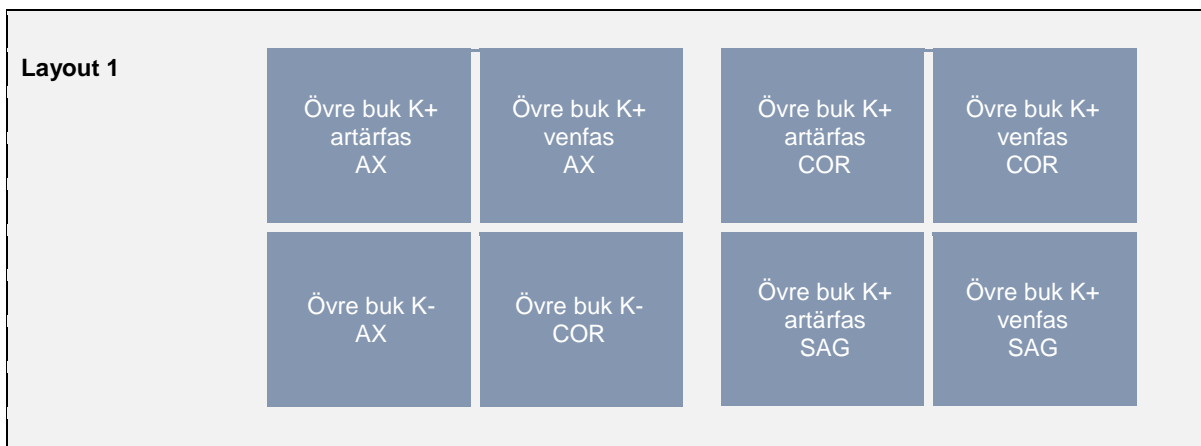 Layout 1
Övre buk K+
artärfas
AX
Övre buk K+
venfas
AX
Övre buk K+
artärfas
COR
Övre buk K+
venfas
COR
Övre buk K-
AX
Övre buk K-
COR
Övre buk K+
artärfas
SAG
Övre buk K+
venfas
SAG